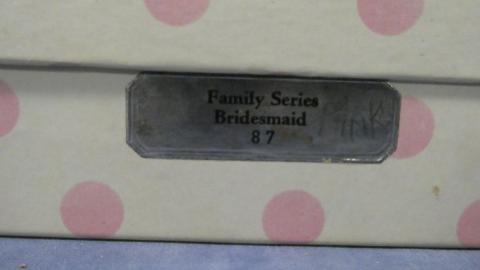 Family Series
Bridesmaid Pink
87